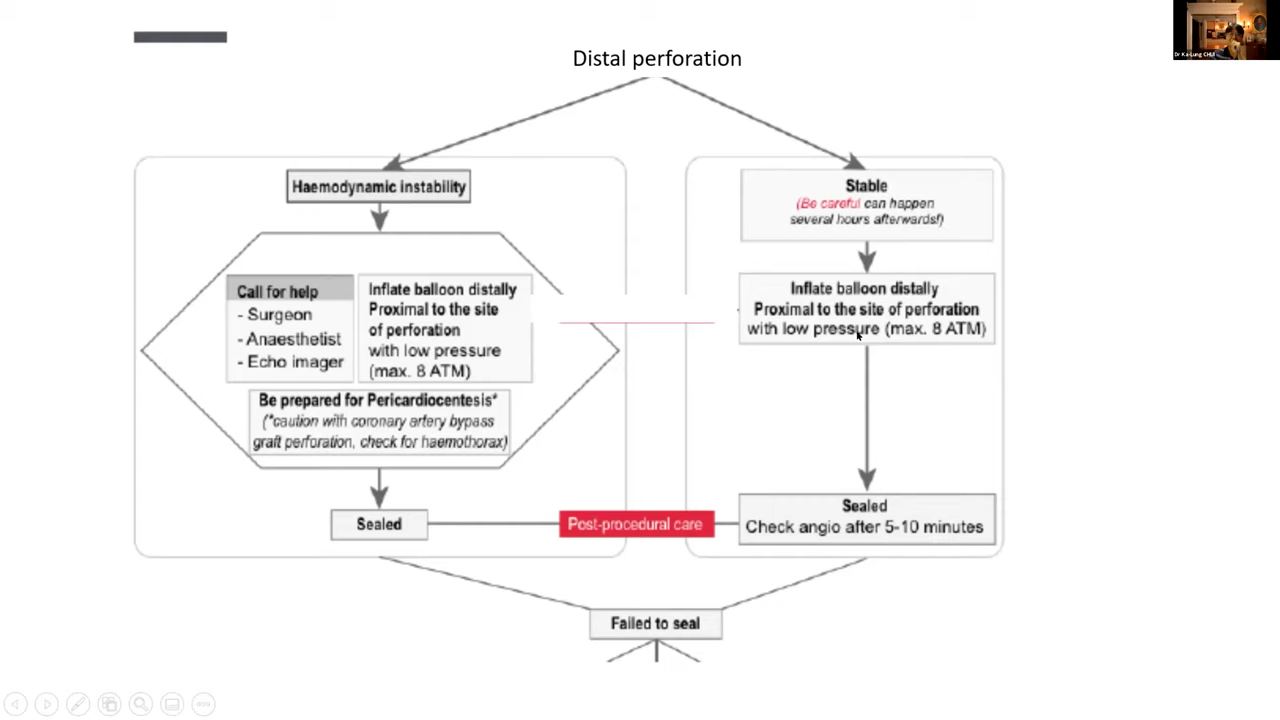 Distal perforation
Haemodynamic instability
Call for help
- Surgeon
- Anaesthetist
- Echo imager
Inflate balloon distally
Proximal to the site
of perforation
with low pressure
(max. 8 ATM)
Be prepared for Pericardiocentesis*
(*caution with coronary artery bypass
graft perforation, check for haemothorax)
Sealed
Post-procedural care
Stable
(Be careful can happen
several hours afterwards!)
Inflate balloon distally
Proximal to the site of perforation
with low pressure (max. 8 ATM)
Sealed
Check angio after 5-10 minutes
Failed to seal
Dr Ka-Lung CHUI